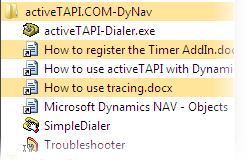 activeTAPI.COM-DyNav
activeTAPI-Dialer.exe
How to register the Timer AddIn.doc
How to use activeTAPI with Dynami
How to use tracing.docx
Microsoft Dynamics NAV - Objects
SimpleDialer
Troubleshooter